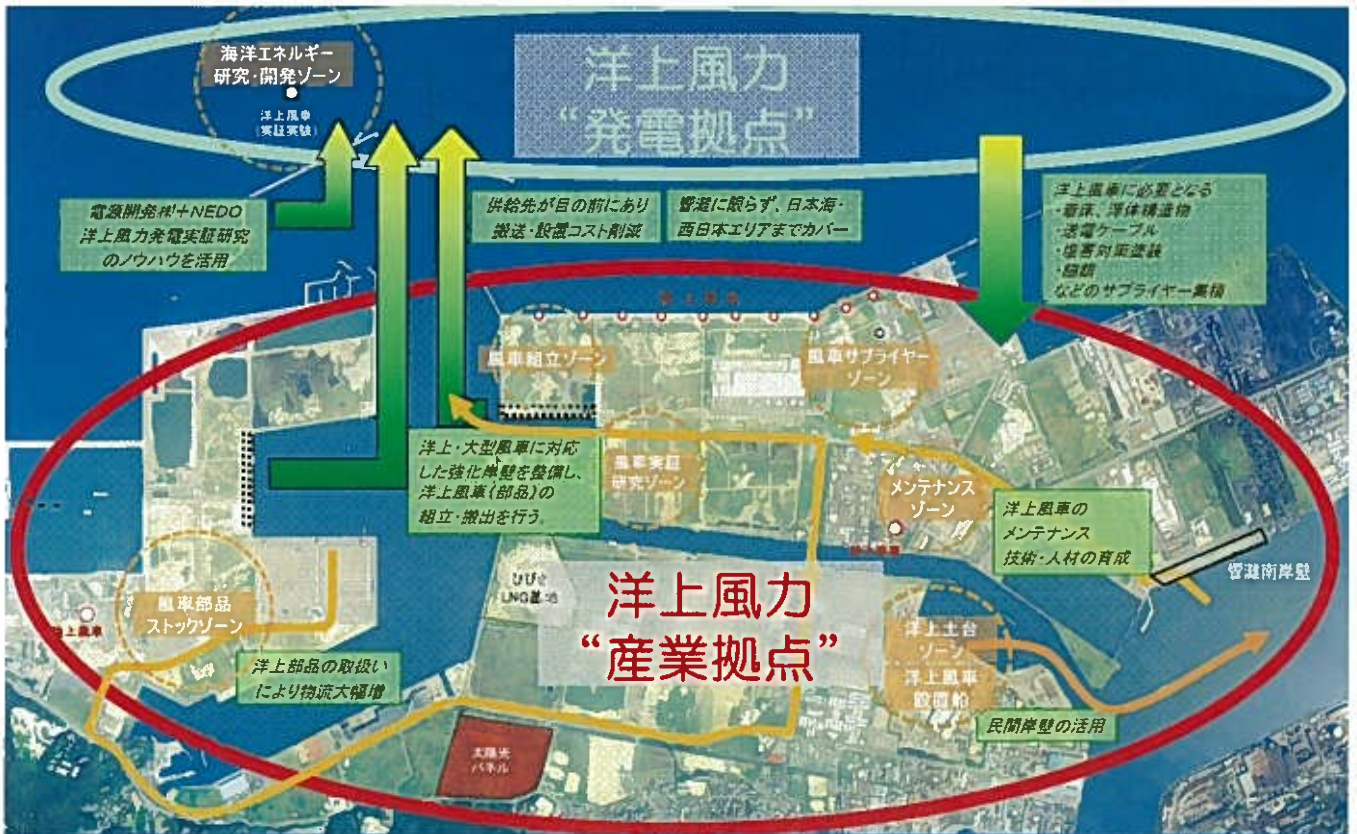 海洋エネルギー
研究・開発ゾーン
洋上風車
(実証実験)
洋上風力
“発電拠点”
電源開発㈱+NEDO
洋上風力発電実証研究
のノウハウを活用
供給先が目の前にあり
搬送・設置コスト削減
響灘に限らず、日本海・
西日本エリアまでカバー
洋上風車に必要となる
・着床、浮体構造物
・送電ケーブル
・塩害対策塗装
などのサプライヤー集積
風車組立ゾーン
風車サプライヤー
ゾーン
洋上・大型風車に対応
した強化岸壁を整備し、
洋上風車(部品)の
組立・搬出を行う。
風車実証
研究ゾーン
メンテナンス
ゾーン
洋上風車の
メンテナンス
技術・人材の育成
響灘南岸壁
風車部品
ストックゾーン
陸上風車
ひびき
LNG基地
洋上風力
“産業拠点”
洋上土台
ゾーン
洋上風車
設置船
洋上部品の取扱い
により物流大幅増
民間岸壁の活用
太陽光
パネル